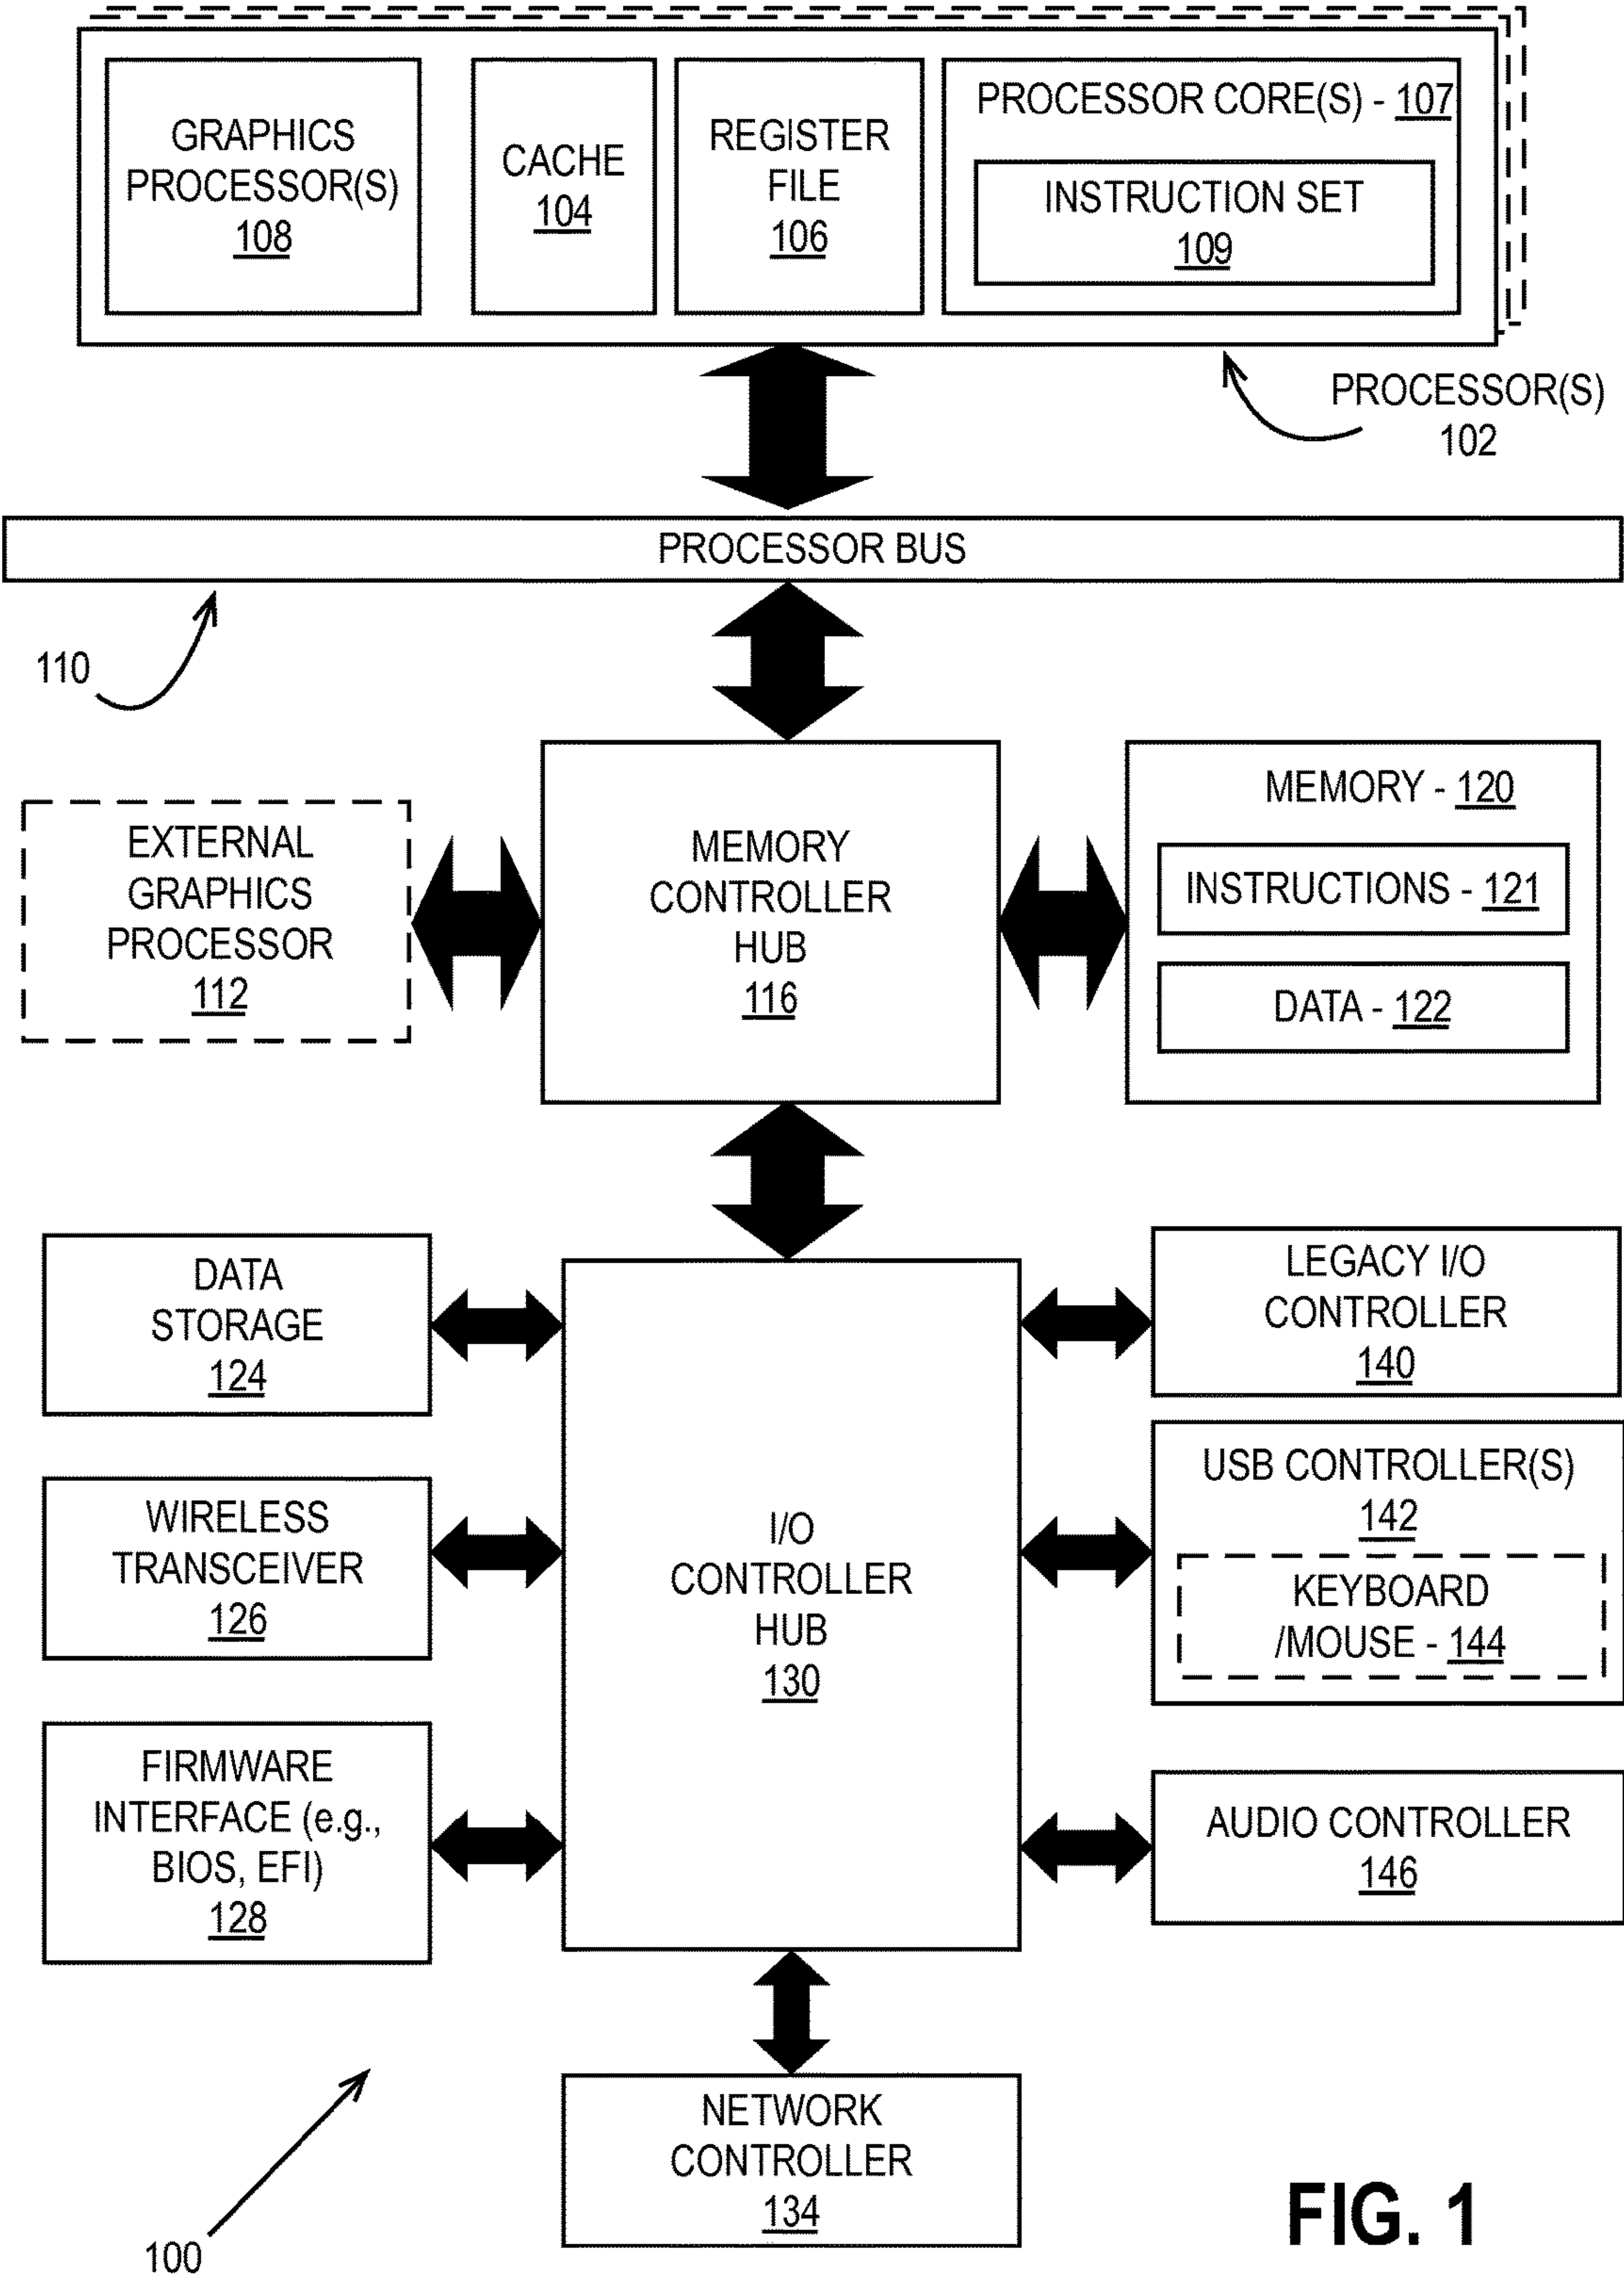 GRAPHICS
PROCESSOR(S)
108
CACHE
104
REGISTER
FILE
106
PROCESSOR CORE(S) - 107
INSTRUCTION SET
109
PROCESSOR(S)
102
PROCESSOR BUS
110
EXTERNAL
GRAPHICS
PROCESSOR
112
MEMORY
CONTROLLER
HUB
116
MEMORY - 120
INSTRUCTIONS - 121
DATA - 122
DATA
STORAGE
124
WIRELESS
TRANSCEIVER
126
FIRMWARE
INTERFACE (e.g.,
BIOS, EFI)
128
I/O
CONTROLLER
HUB
130
LEGACY I/O
CONTROLLER
140
USB CONTROLLER(S)
142
KEYBOARD
/MOUSE - 144
AUDIO CONTROLLER
146
NETWORK
CONTROLLER
134
100
FIG. 1